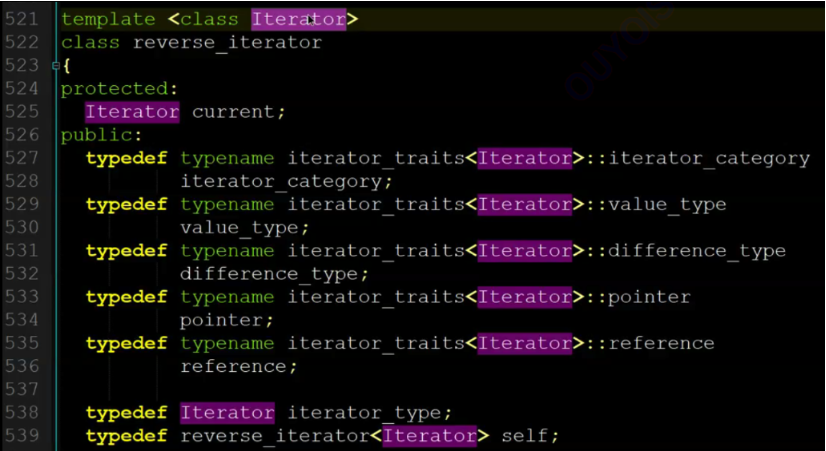 521 template <class Iterator>
522 class reverse_iterator
523 {
524 protected:
525   Iterator current;
526 public:
527   typedef typename iterator_traits<Iterator>::iterator_category
528           iterator_category;
529   typedef typename iterator_traits<Iterator>::value_type
530           value_type;
531   typedef typename iterator_traits<Iterator>::difference_type
532           difference_type;
533   typedef typename iterator_traits<Iterator>::pointer
534           pointer;
535   typedef typename iterator_traits<Iterator>::reference
536           reference;
537
538   typedef Iterator iterator_type;
539   typedef reverse_iterator<Iterator> self;